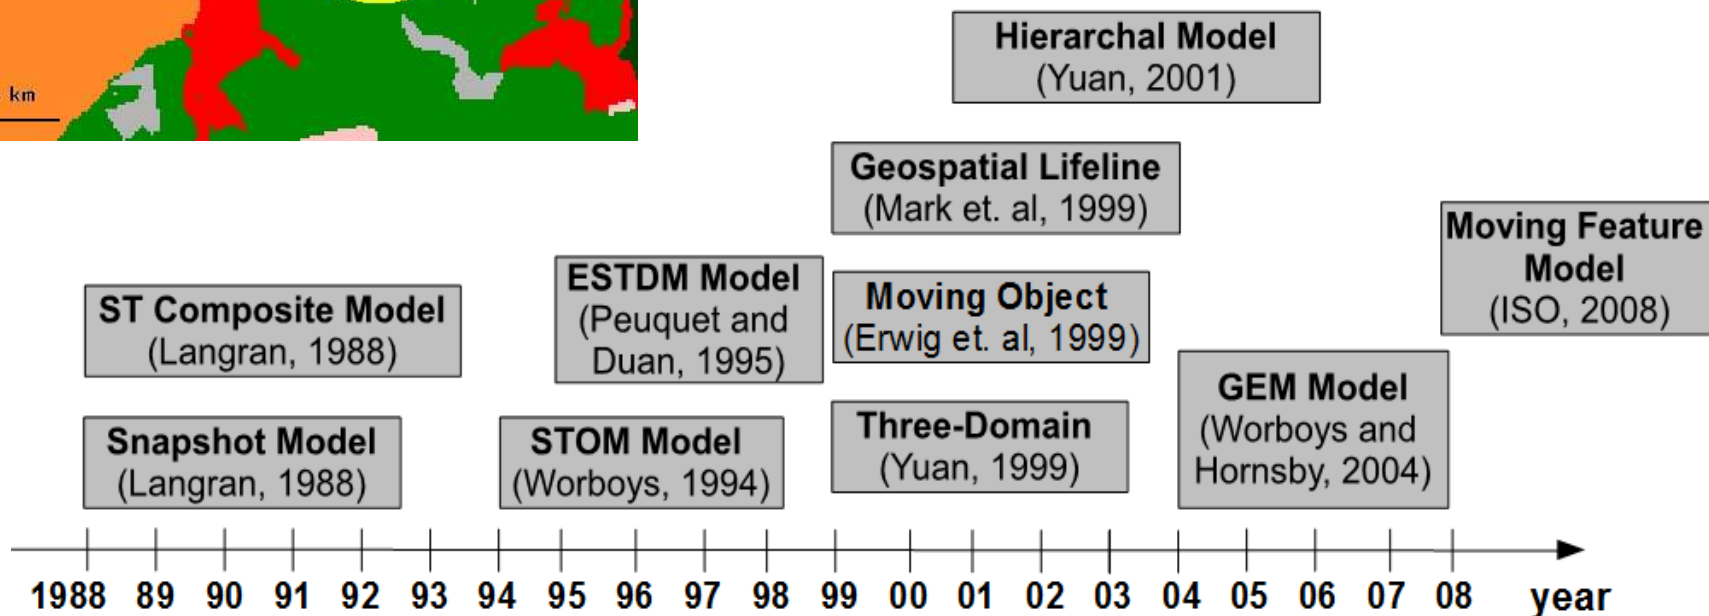 km
Hierarchal Model
(Yuan, 2001)
Geospatial Lifeline
(Mark et. al, 1999)
Moving Feature
Model
(ISO, 2008)
ESTDM Model
(Peuquet and
Duan, 1995)
Moving Object
(Erwig et. al, 1999)
ST Composite Model
(Langran, 1988)
GEM Model
(Worboys and
Hornsby, 2004)
Three-Domain
(Yuan, 1999)
Snapshot Model
(Langran, 1988)
STOM Model
(Worboys, 1994)
1988 89 90 91 92 93 94 95 96 97 98 99 00 01 02 03 04 05 06 07 08 year